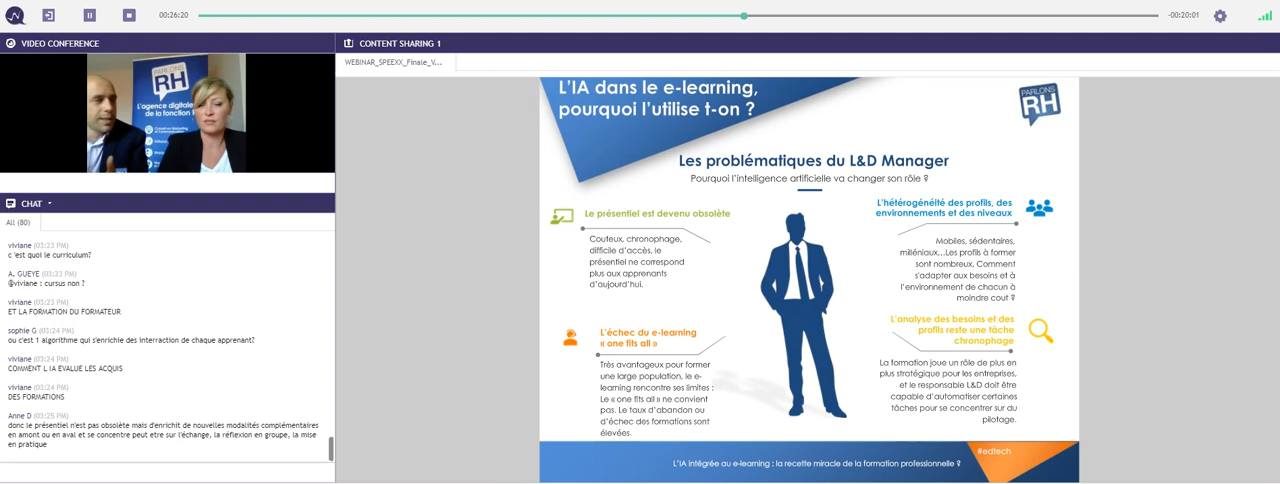 00:26:20
-00:20:01
VIDEO CONFERENCE
PARLONS
RH
L'agence digitale
de la fonction
CHAT
All (80)
viviane (03:23 PM)
c 'est quoi le curriculum?
A. GUEYE (03:23 PM)
@viviane : cursus non ?
viviane (03:23 PM)
ET LA FORMATION DU FORMATEUR
sophie G (03:24 PM)
ou c'est 1 algorithme qui s'enrichie des interraction de chaque apprenant?
viviane (03:24 PM)
COMMENT L IA EVALUE LES ACQUIS
viviane (03:24 PM)
DES FORMATIONS
Anne D (03:25 PM)
donc le présentiel n'est pas obsolète mais d'enrichit de nouvelles modalités complémentaires
en amont ou en aval et se concentre peut etre sur l'échange, la réflexion en groupe, la mise
en pratique
CONTENT SHARING 1
WEBINAR_SPEEXX_Finale_V...
L'IA dans le e-learning,
pourquoi l'utilise t-on ?
PARLONS
RH
Les problématiques du L&D Manager
Pourquoi l'intelligence artificielle va changer son rôle ?
Le présentiel est devenu obsolète
Couteux, chronophage,
difficile d'accès, le
présentiel ne correspond
plus aux apprenants
d'aujourd'hui.
L'hétérogénéité des profils, des
environnements et des niveaux
Mobiles, sédentaires,
milléniaux...Les profils à former
sont nombreux. Comment
s'adapter aux besoins et à
l'environnement de chacun à
moindre cout ?
L'échec du e-learning
« one fits all »
Très avantageux pour former
une large population, le e-
learning rencontre ses limites :
Le « one fits all » ne convient
pas. Le taux d'abandon ou
d'échec des formations sont
élevées.
L'analyse des besoins et des
profils reste une tâche
chronophage
La formation joue un rôle de plus en
plus stratégique pour les entreprises,
et le responsable L&D doit être
capable d'automatiser certaines
tâches pour se concentrer sur du
pilotage.
L'IA intégrée au e-learning : la recette miracle de la formation professionnelle ?
#edtech